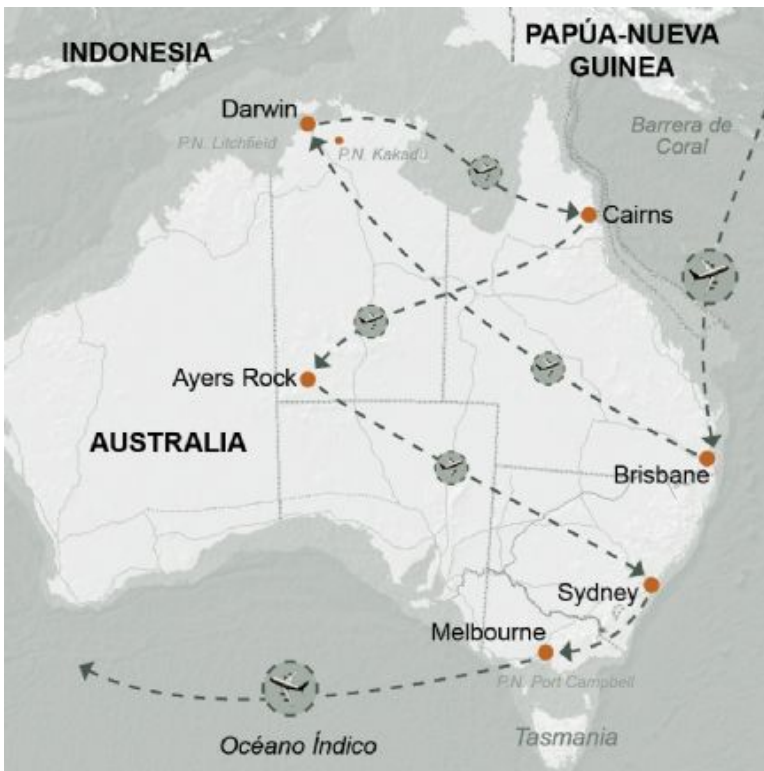 INDONESIA
PAPÚA-NUEVA
GUINEA
Darwin
P.N. Litchfield
P.N. Kakadu
Barrera de
Coral
Cairns
Ayers Rock
AUSTRALIA
Brisbane
Sydney
Melbourne
P.N. Port Campbell
Océano Índico
Tasmania